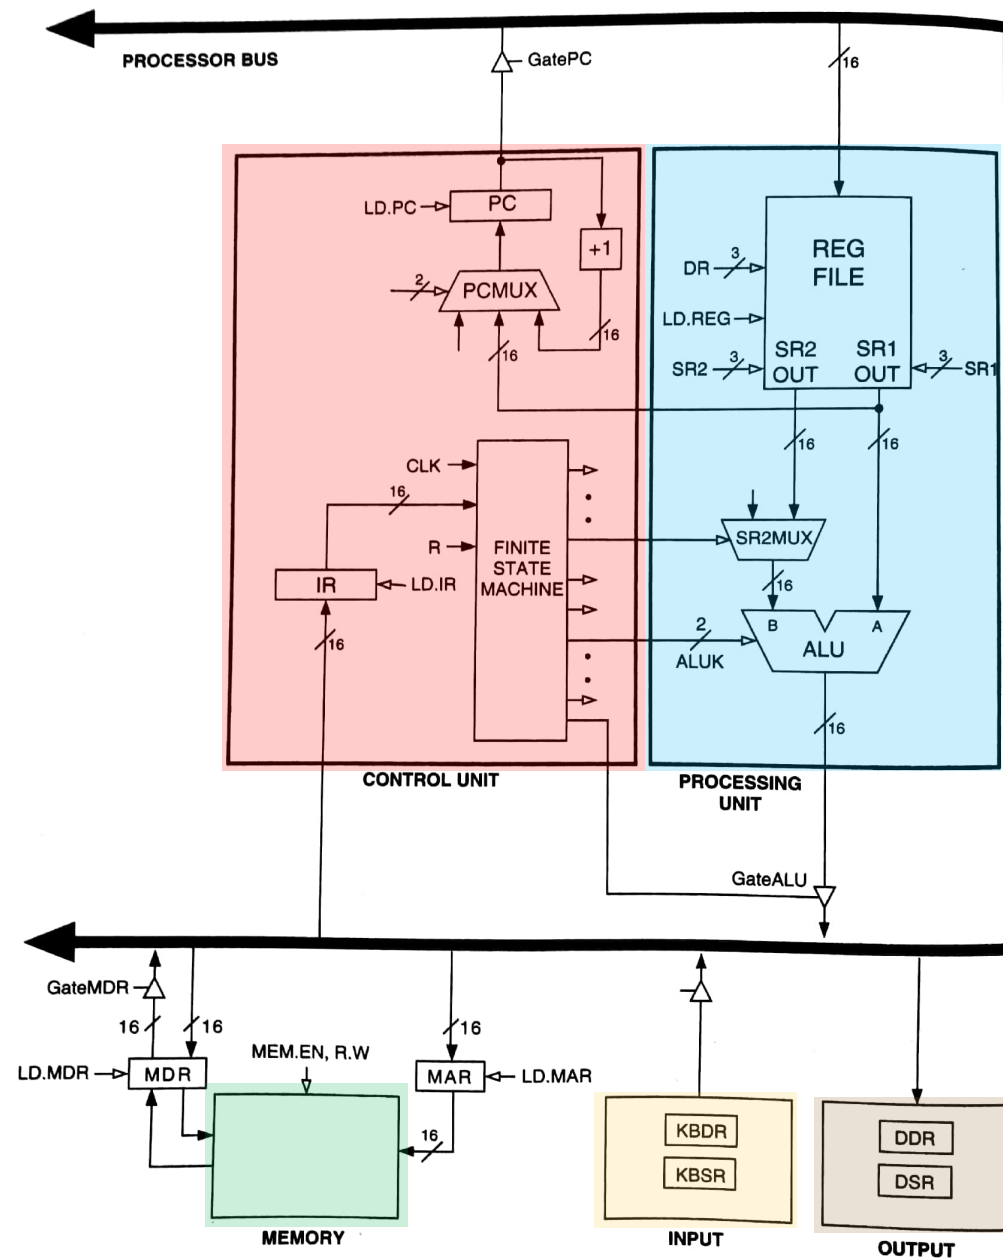 PROCESSOR BUS
GatePC
16
LD.PC
PC
+1
2
PCMUX
16
16
REG
FILE
DR
3
LD.REG
SR2
3
SR2
OUT
SR1
OUT
3
SR1
16
16
CLK
16
R
FINITE
STATE
MACHINE
IR
LD.IR
16
SR2MUX
16
B
A
ALU
2
ALUK
16
CONTROL UNIT
PROCESSING
UNIT
GateALU
GateMDR
16
16
16
LD.MDR
MDR
MEM.EN, R.W
MAR
LD.MAR
16
KBDR
KBSR
DDR
DSR
MEMORY
INPUT
OUTPUT